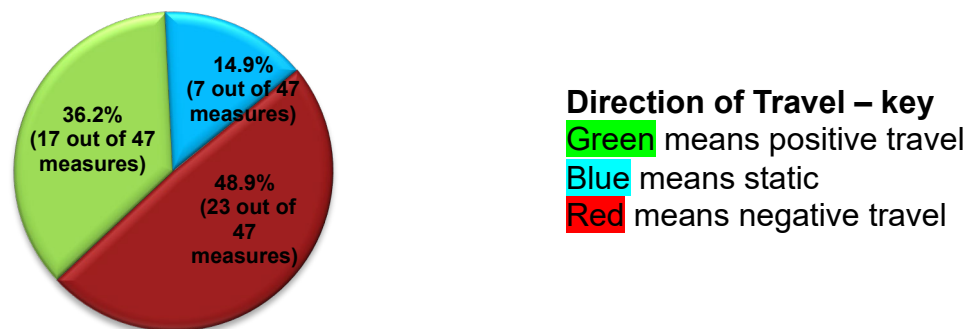 14.9%
(7 out of 47
measures)
36.2%
(17 out of 47
measures)
48.9%
(23 out of
47
measures)
Direction of Travel – key
Green means positive travel
Blue means static
Red means negative travel